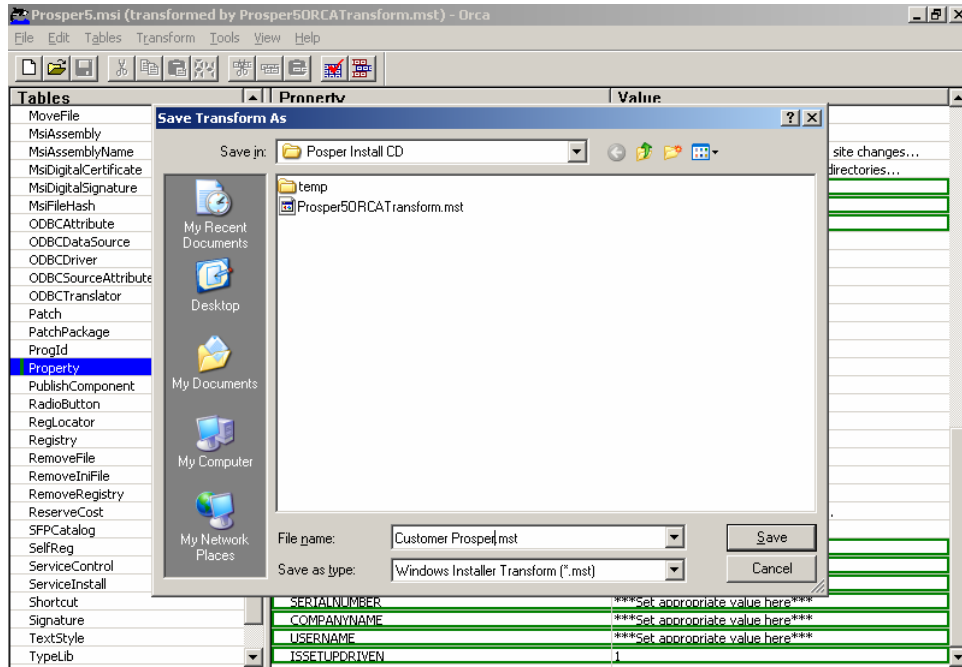 Prosper5.msi (transformed by Prosper5ORCATransform.mst) - Orca
File Edit Tables Transform Tools View Help
Tables
Property Value
MoveFile
MsiAssembly
MsiAssemblyName
site changes...
MsiDigitalCertificate
directories...
MsiDigitalSignature
MsiFileHash
ODBCAttribute
ODBCDataSource
ODBCDriver
ODBCSourceAttribute
ODBCTranslator
Patch
PatchPackage
ProgId
Property
PublishComponent
RadioButton
RegLocator
Registry
RemoveFile
RemoveIniFile
RemoveRegistry
ReserveCost
SFPCatalog
SelfReg
ServiceControl
ServiceInstall
Shortcut
Signature
TextStyle
TypeLib
Save Transform As
Save in: Posper Install CD
My Recent
Documents
Desktop
My Documents
My Computer
My Network
Places
temp
Prosper5ORCATransform.mst
File name: Customer Prosper.mst Save
Save as type: Windows Installer Transform (*.mst) Cancel
SERIALNUMBER ***Set appropriate value here***
COMPANYNAME ***Set appropriate value here***
USERNAME ***Set appropriate value here***
ISSETUPDRIVEN 1